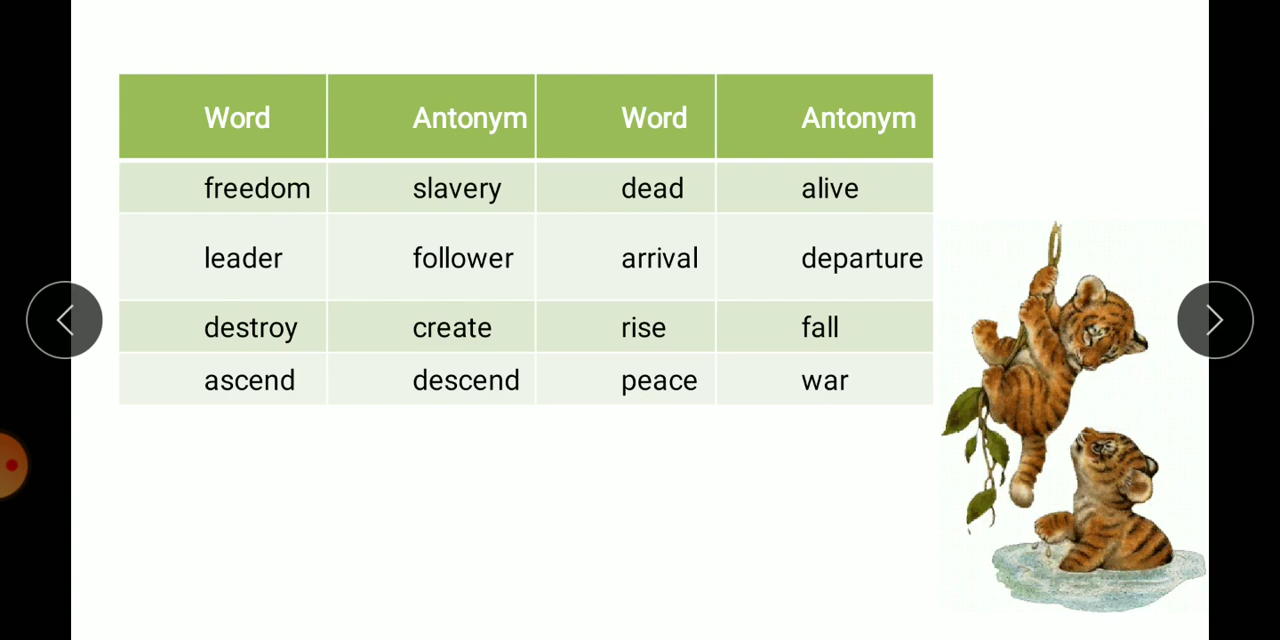 Word Antonym Word Antonym
freedom slavery dead alive
leader follower arrival departure
destroy create rise fall
ascend descend peace war